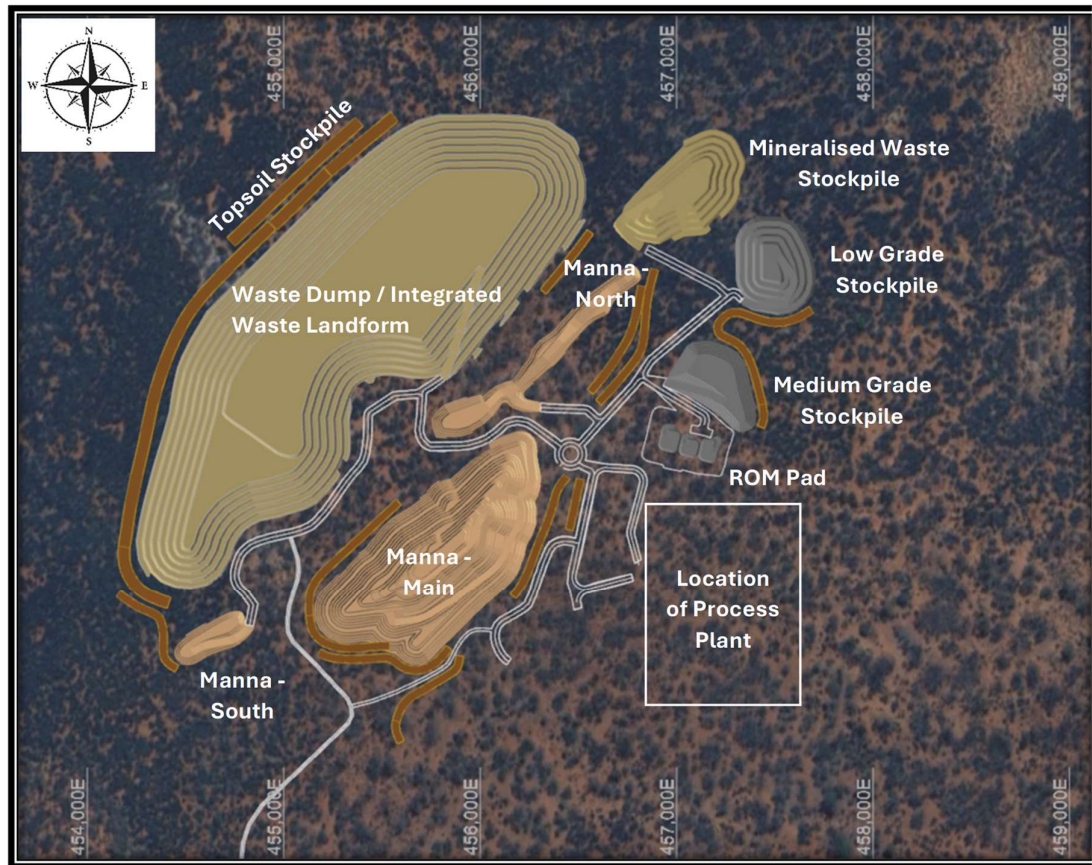 N
W
E
S
455,000E
456,000E
457,000E
458,000E
459,000E
Topsoil Stockpile
Mineralised Waste
Stockpile
Low Grade
Stockpile
Manna -
North
Waste Dump / Integrated
Waste Landform
Medium Grade
Stockpile
ROM Pad
Manna -
Main
Location
of Process
Plant
Manna -
South
454,000E
455,000E
456,000E
457,000E
458,000E
459,000E